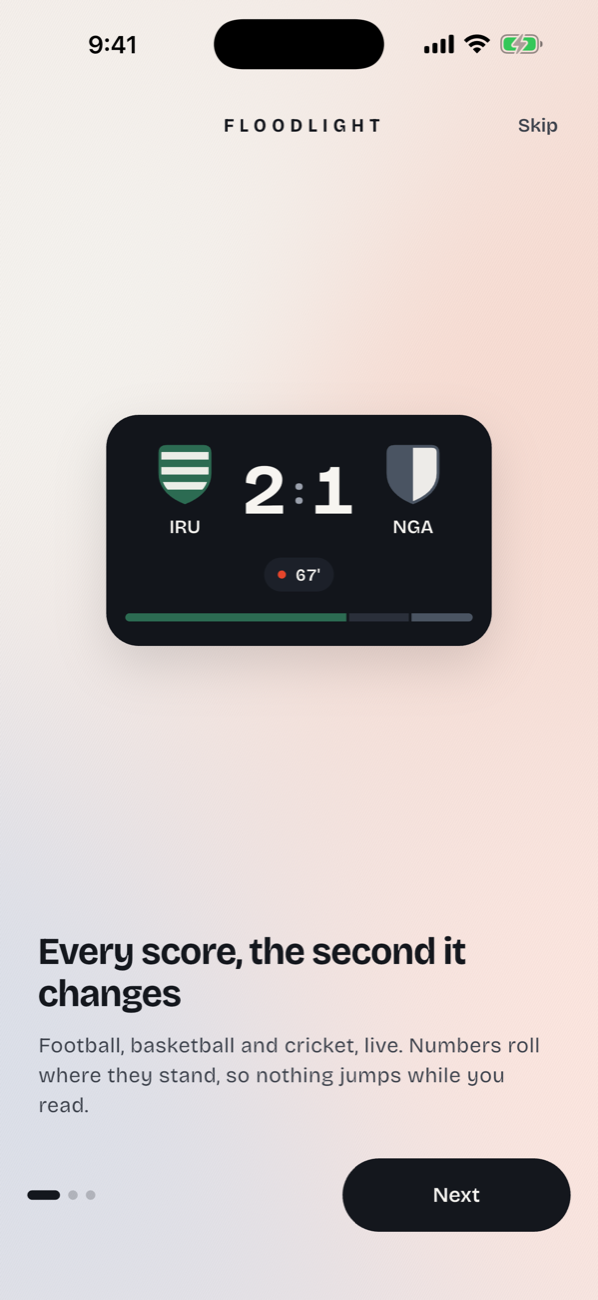 9:41
FLOODLIGHT
Skip
2:1
IRU
NGA
67'
Every score, the second it
changes
Football, basketball and cricket, live. Numbers roll
where they stand, so nothing jumps while you
read.
Next